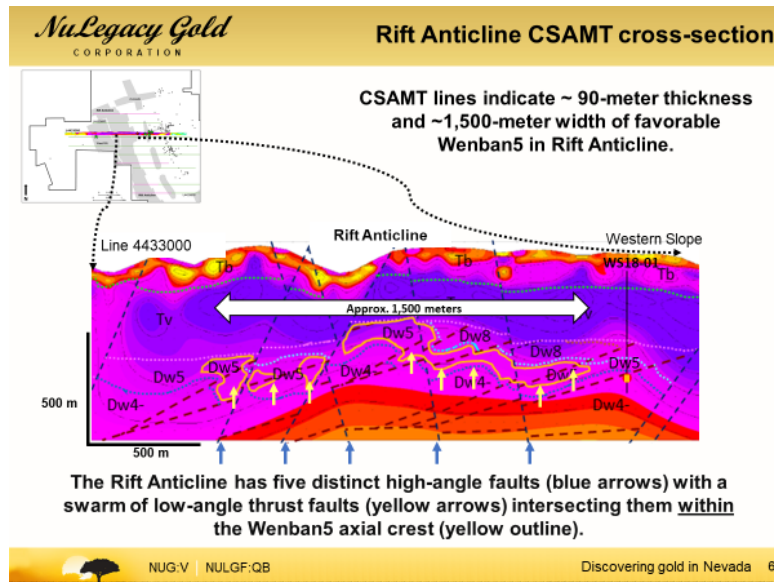 NuLegacy Gold
CORPORATION
Rift Anticline CSAMT cross-section
CSAMT lines indicate ~ 90-meter thickness
and ~1,500-meter width of favorable
Wenban5 in Rift Anticline.
Rift Anticline
Line 4433000
Western Slope
WS18-01
Tb
Tb
Tb
Approx. 1,500 meters
Tv
Dw8
Dw5
Dw8
Dw5
Dw5
Dw5
Dw5
Dw4
Dw4
Dw4-
Dw4-
500 m
500 m
The Rift Anticline has five distinct high-angle faults (blue arrows) with a
swarm of low-angle thrust faults (yellow arrows) intersecting them within
the Wenban5 axial crest (yellow outline).
NUG:V | NULGF:QB
Discovering gold in Nevada 6